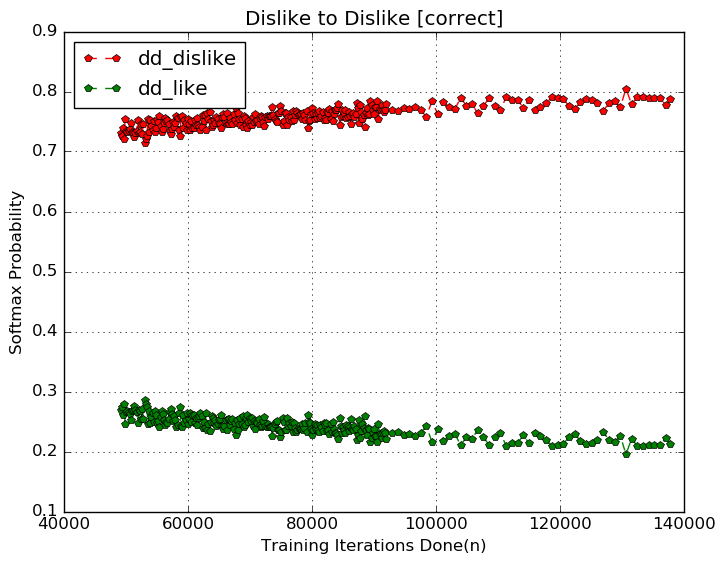 Dislike to Dislike [correct]
0.9
dd_dislike
dd_like
0.8
0.7
0.6
0.5
0.4
0.3
0.2
0.1
Softmax Probability
40000 60000 80000 100000 120000 140000
Training Iterations Done(n)